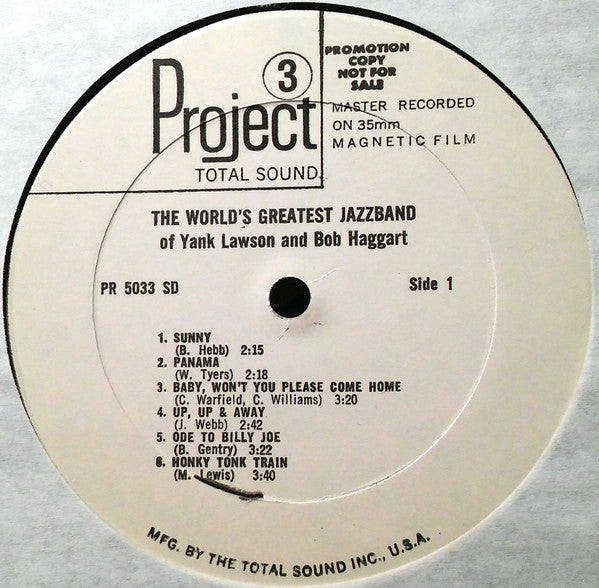 3
Project
TOTAL SOUND
PROMOTION
COPY
NOT FOR
SALE
MASTER RECORDED
ON 35mm
MAGNETIC FILM
THE WORLD'S GREATEST JAZZBAND
of Yank Lawson and Bob Haggart
PR 5033 SD
Side 1
1. SUNNY
(B. Hebb) 2:15
2. PANAMA
(W. Tyers) 2:18
3. BABY, WON'T YOU PLEASE COME HOME
(C. Warfield, C. Williams) 3:20
4. UP, UP & AWAY
(J. Webb) 2:42
5. ODE TO BILLY JOE
(B. Gentry) 3:22
6. HONKY TONK TRAIN
(M. Lewis) 3:40
MFG. BY THE TOTAL SOUND INC., U.S.A.